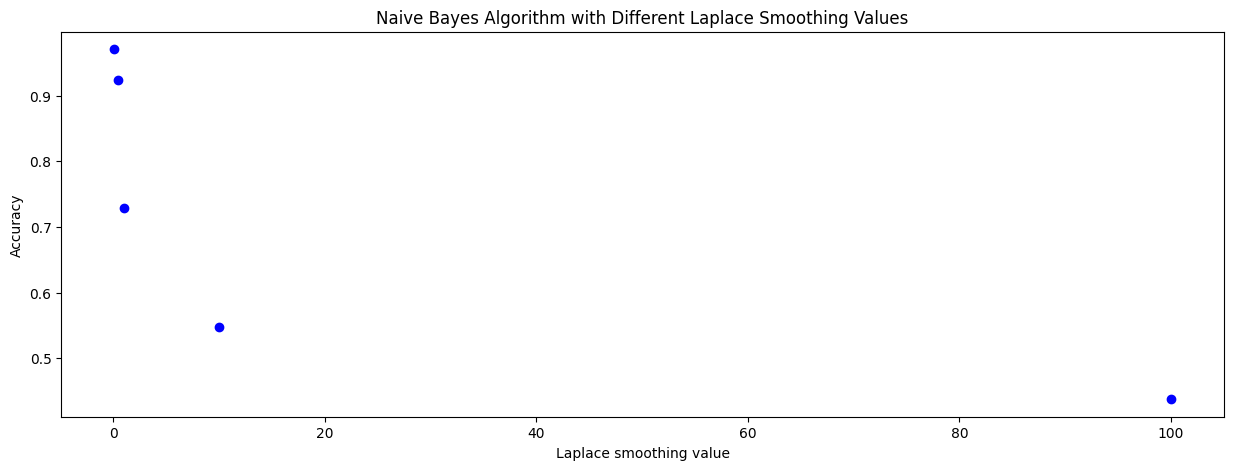 Naive Bayes Algorithm with Different Laplace Smoothing Values
Accuracy
0.9
0.8
0.7
0.6
0.5
0 20 40 60 80 100
Laplace smoothing value